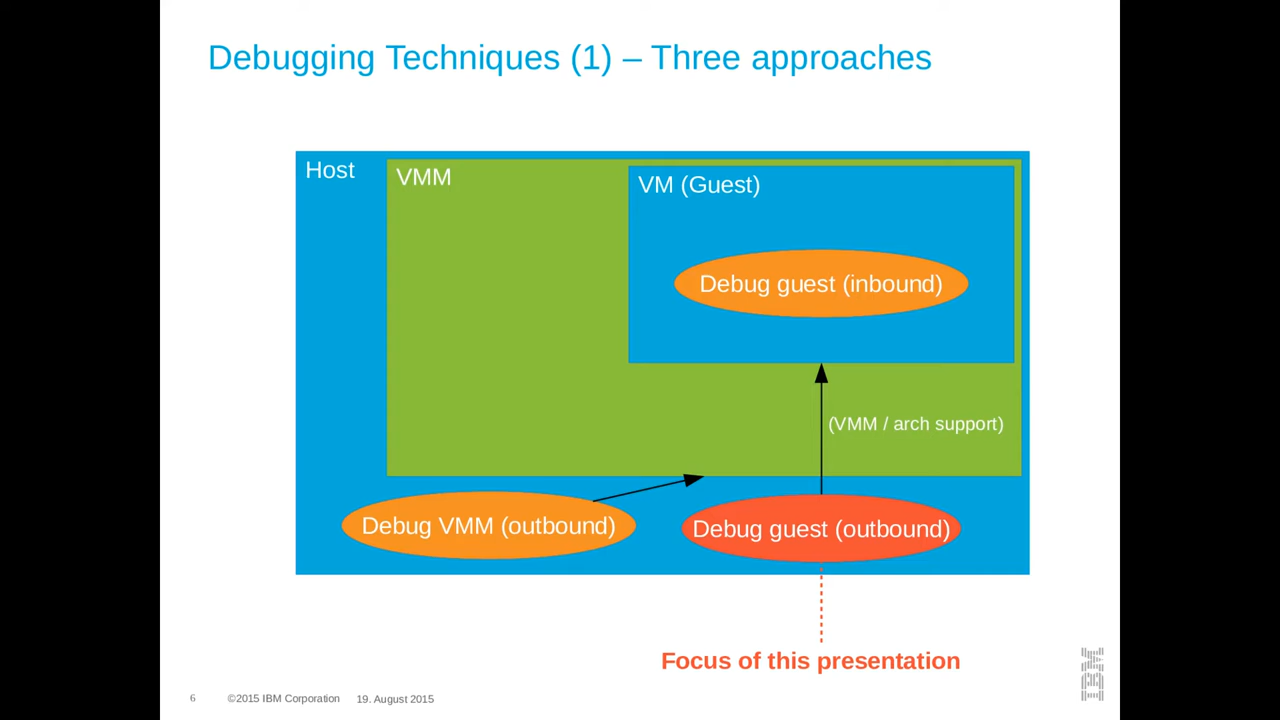 Debugging Techniques (1) – Three approaches
Host
VMM
VM (Guest)
Debug guest (inbound)
(VMM / arch support)
Debug VMM (outbound)
Debug guest (outbound)
Focus of this presentation
6
©2015 IBM Corporation
19. August 2015
IBM